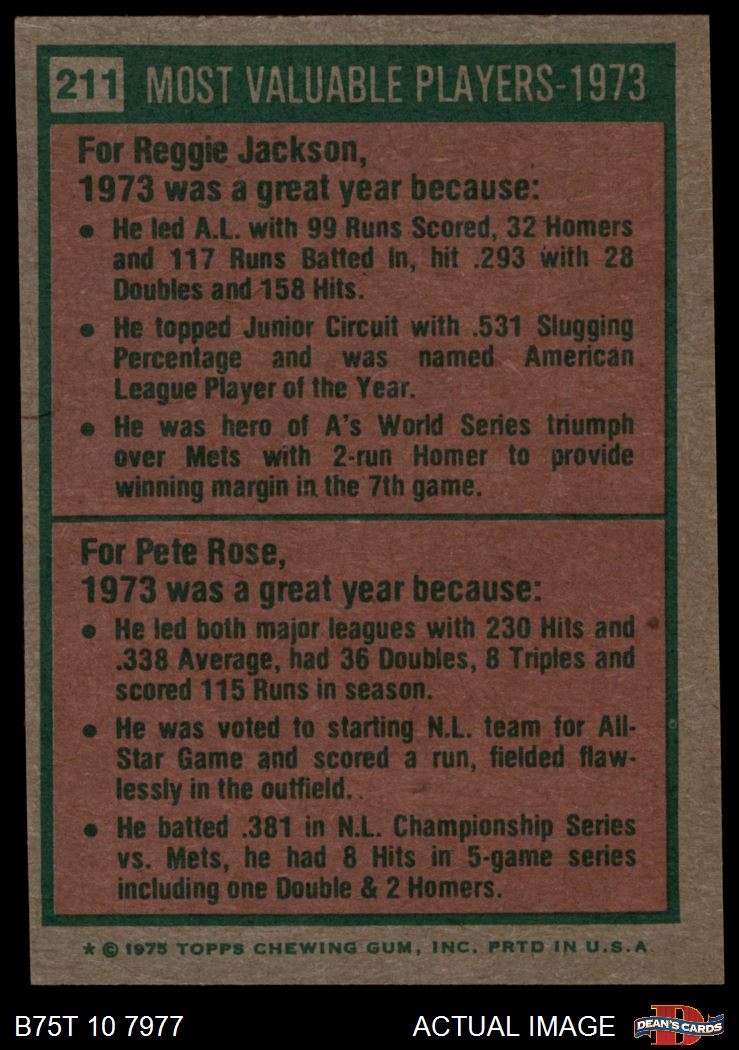 211 MOST VALUABLE PLAYERS-1973
For Reggie Jackson,
1973 was a great year because:
• He led A.L. with 99 Runs Scored, 32 Homers
and 117 Runs Batted In, hit .293 with 28
Doubles and 158 Hits.
• He topped Junior Circuit with .531 Slugging
Percentage and was named American
League Player of the Year.
• He was hero of A's World Series triumph
over Mets with 2-run Homer to provide
winning margin in the 7th game.
For Pete Rose,
1973 was a great year because:
• He led both major leagues with 230 Hits and
.338 Average, had 36 Doubles, 8 Triples and
scored 115 Runs in season.
• He was voted to starting N.L. team for All-
Star Game and scored a run, fielded flaw-
lessly in the outfield.
• He batted .381 in N.L. Championship Series
vs. Mets, he had 8 Hits in 5-game series
including one Double & 2 Homers.
* © 1975 TOPPS CHEWING GUM, INC. PRTD IN U.S.A.
B75T 10 7977 ACTUAL IMAGE D DEAN'S CARDS